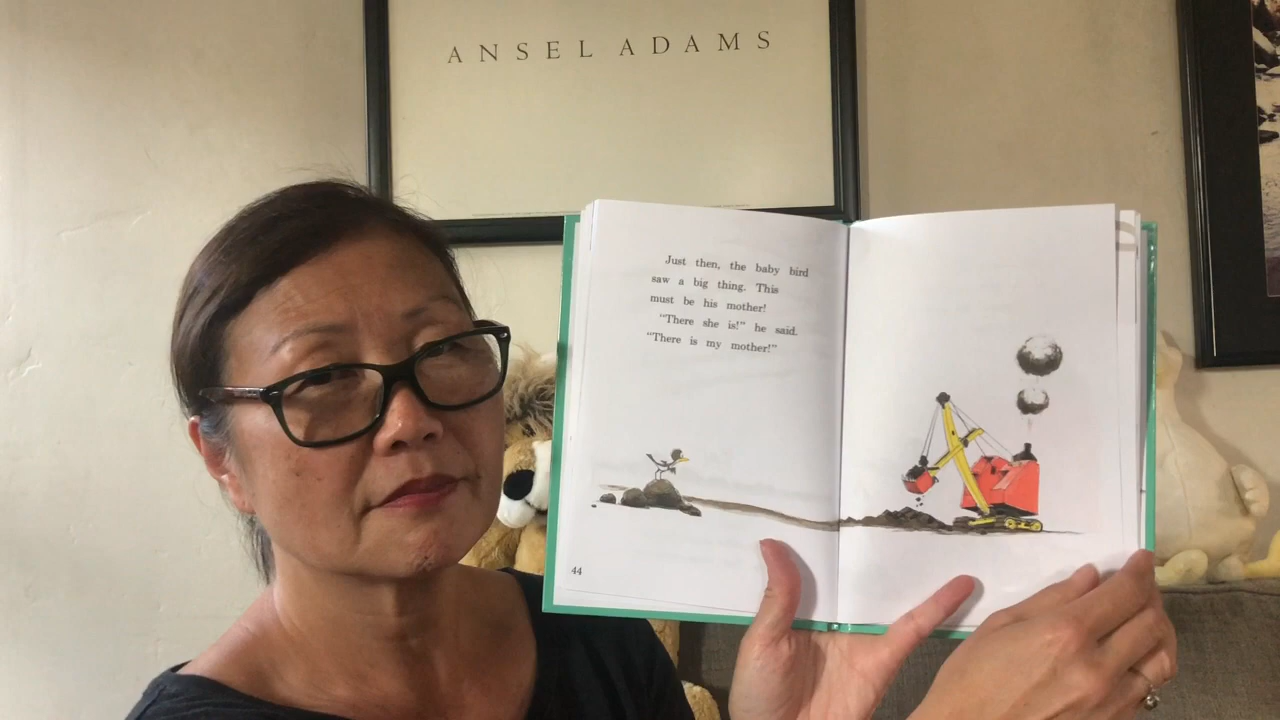 ANSEL ADAMS
Just then, the baby bird
saw a big thing. This
must be his mother!
"There she is!" he said.
"There is my mother!"
44